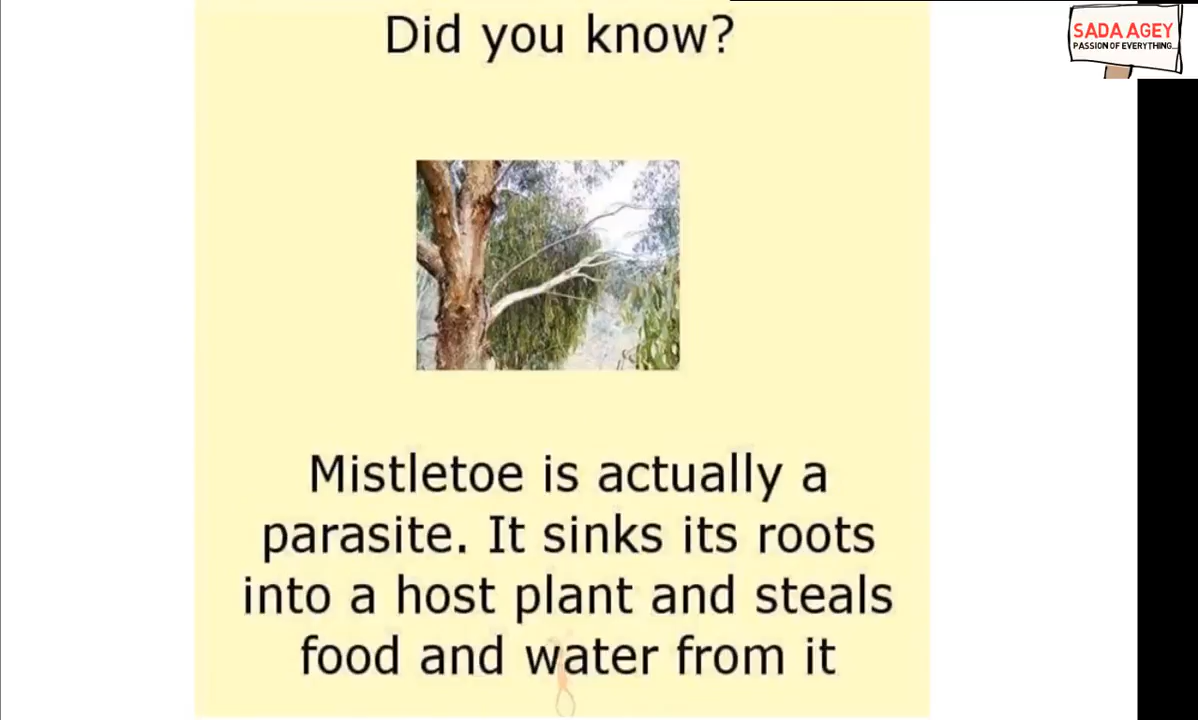 Did you know?
SADA AGEY
PASSION OF EVERYTHING...
Mistletoe is actually a
parasite. It sinks its roots
into a host plant and steals
food and water from it